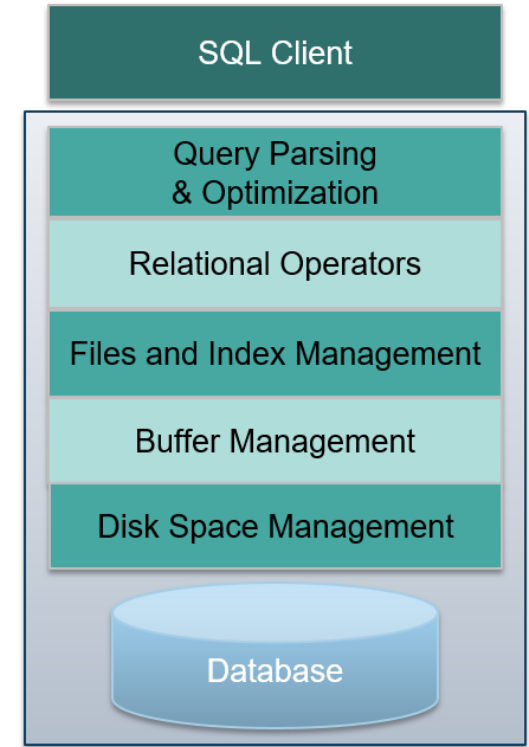 SQL Client
Query Parsing
& Optimization
Relational Operators
Files and Index Management
Buffer Management
Disk Space Management
Database